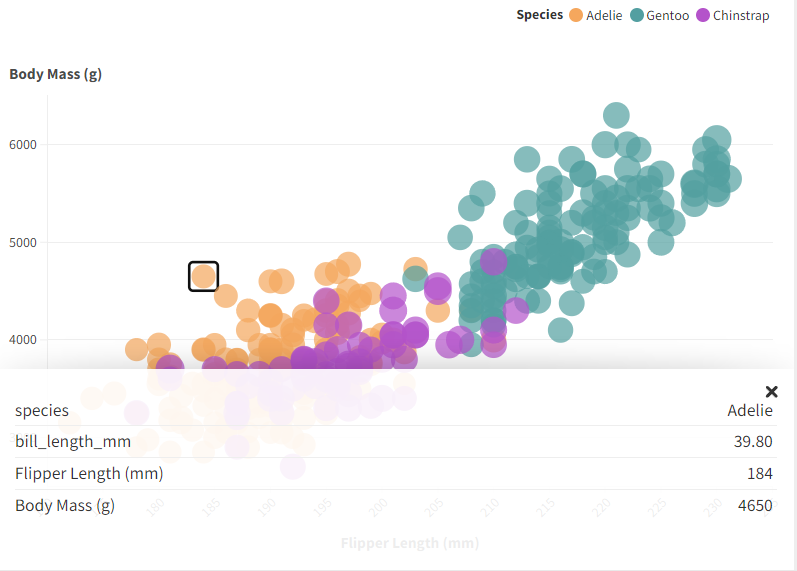 Species Adelie Gentoo Chinstrap
Body Mass (g)
6000
5000
4000
species Adelie
bill_length_mm 39.80
Flipper Length (mm) 184
Body Mass (g) 4650
180 185 190 195 200 205 210 215 220 225 230
Flipper Length (mm)